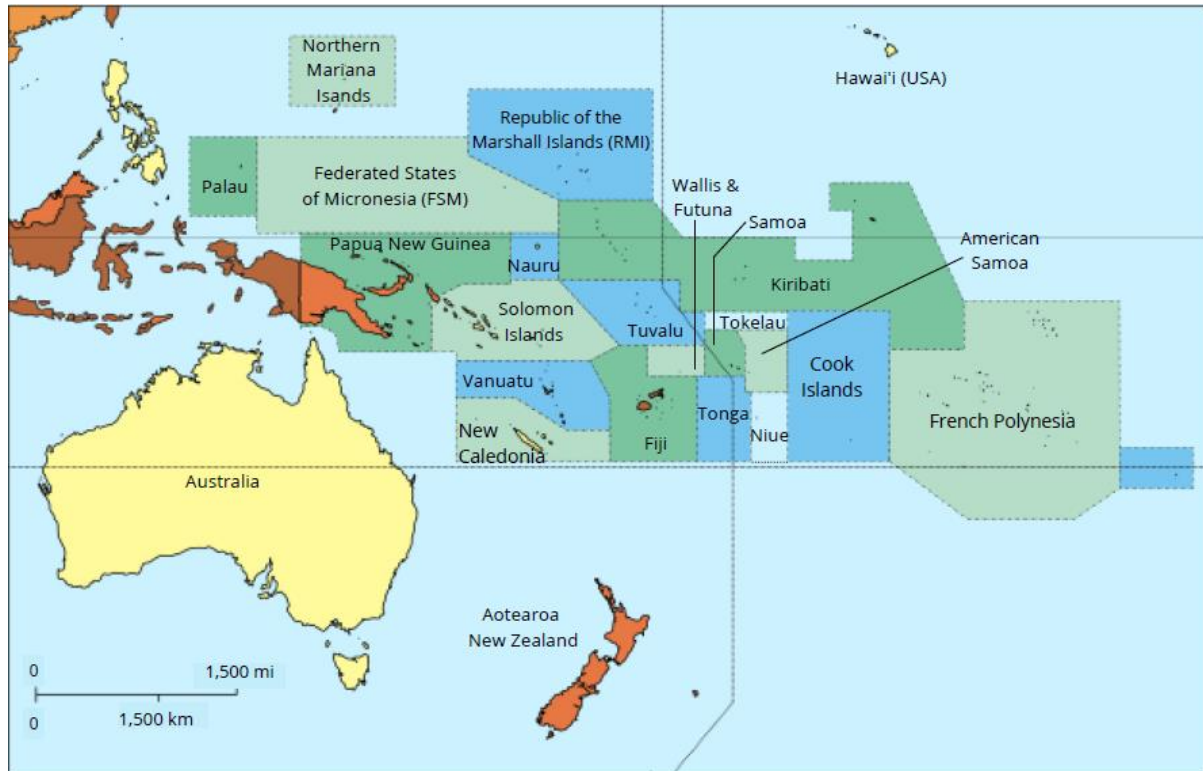 Northern
Mariana
Isands
Hawai'i (USA)
Republic of the
Marshall Islands (RMI)
Palau
Federated States
of Micronesia (FSM)
Wallis &
Futuna
Samoa
American
Samoa
Papua New Guinea
Nauru
Kiribati
Solomon
Islands
Tuvalu
Tokelau
Vanuatu
Cook
Islands
New
Caledonia
Fiji
Tonga
Niue
French Polynesia
Australia
Aotearoa
New Zealand
0
1,500 mi
0
1,500 km